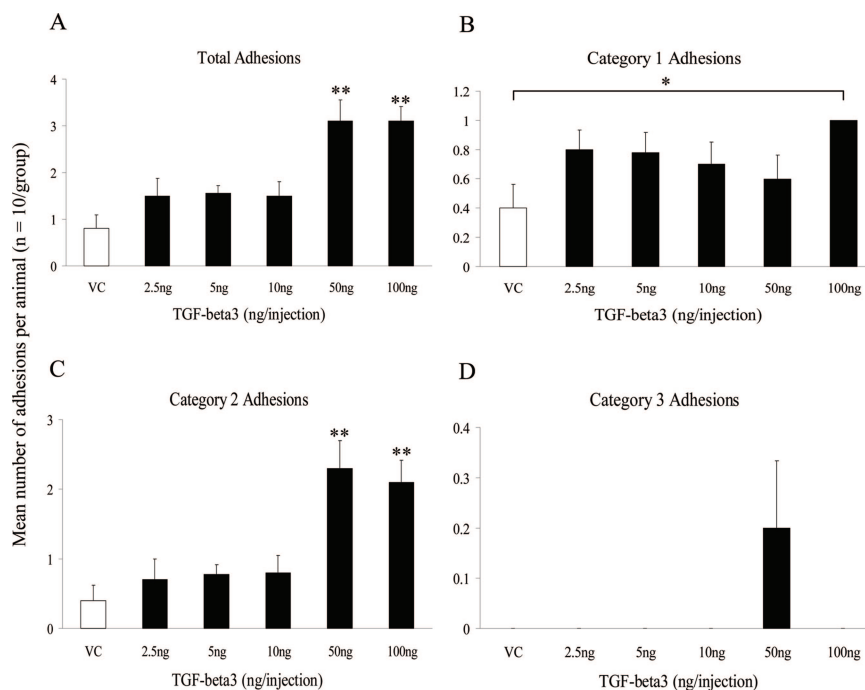 Mean number of adhesions per animal (n = 10/group)
A
Total Adhesions
4
3
2
1
0
** **
VC 2.5ng 5ng 10ng 50ng 100ng
TGF-beta3 (ng/injection)
B
Category 1 Adhesions
1.2
1
0.8
0.6
0.4
0.2
0
*
VC 2.5ng 5ng 10ng 50ng 100ng
TGF-beta3 (ng/injection)
C
Category 2 Adhesions
3
2
1
0
** **
VC 2.5ng 5ng 10ng 50ng 100ng
TGF-beta3 (ng/injection)
D
Category 3 Adhesions
0.4
0.3
0.2
0.1
0
VC 2.5ng 5ng 10ng 50ng 100ng
TGF-beta3 (ng/injection)